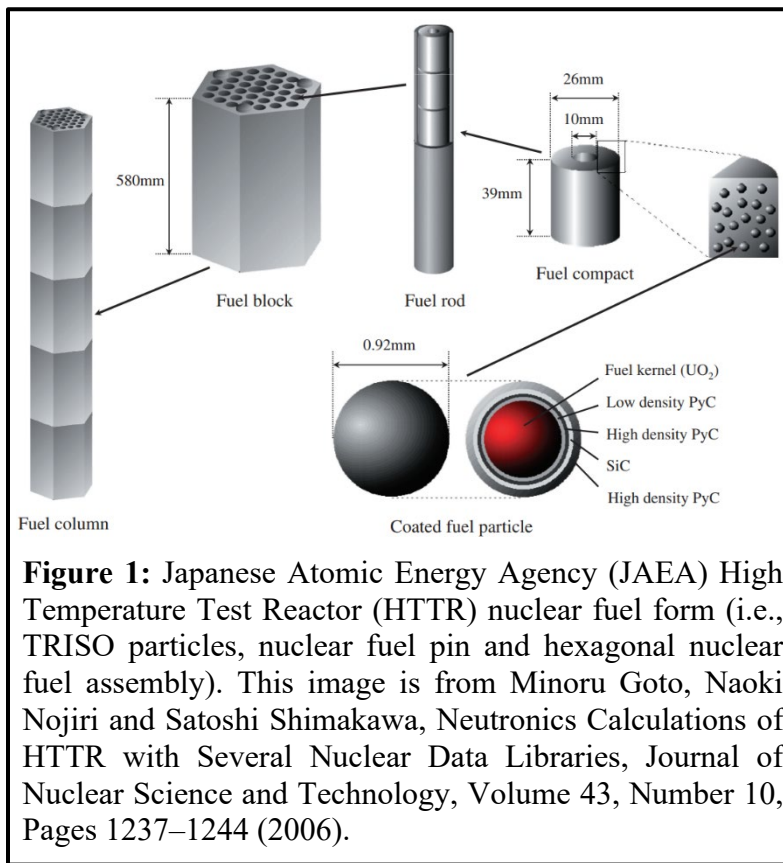 26mm
10mm
580mm
39mm
Fuel block
Fuel rod
Fuel compact
0.92mm
Fuel kernel (UO₂)
Low density PyC
High density PyC
SiC
High density PyC
Fuel column
Coated fuel particle
Figure 1: Japanese Atomic Energy Agency (JAEA) High
Temperature Test Reactor (HTTR) nuclear fuel form (i.e.,
TRISO particles, nuclear fuel pin and hexagonal nuclear
fuel assembly). This image is from Minoru Goto, Naoki
Nojiri and Satoshi Shimakawa, Neutronics Calculations of
HTTR with Several Nuclear Data Libraries, Journal of
Nuclear Science and Technology, Volume 43, Number 10,
Pages 1237–1244 (2006).